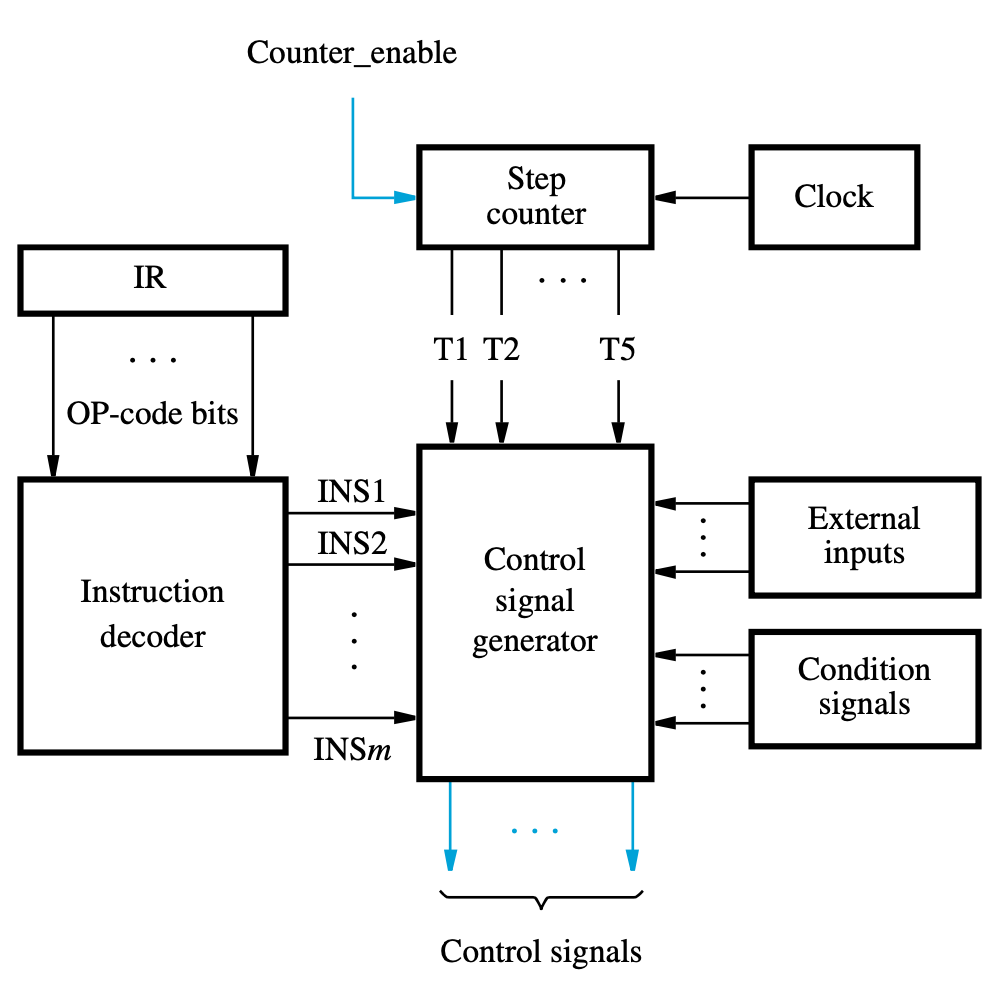 Counter_enable
Step
counter
Clock
IR
. . .
. . .
T1 T2 T5
OP-code bits
INS1
INS2
INSm
Instruction
decoder
Control
signal
generator
External
inputs
Condition
signals
. . .
Control signals